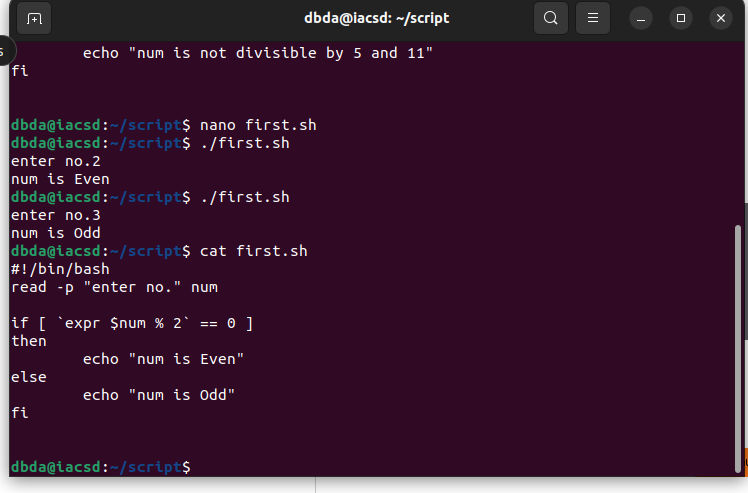 dbda@iacsd: ~/script
s
        echo "num is not divisible by 5 and 11"
fi
dbda@iacsd:~/script$ nano first.sh
dbda@iacsd:~/script$ ./first.sh
enter no.2
num is Even
dbda@iacsd:~/script$ ./first.sh
enter no.3
num is Odd
dbda@iacsd:~/script$ cat first.sh
#!/bin/bash
read -p "enter no." num
if [ `expr $num % 2` == 0 ]
then
        echo "num is Even"
else
        echo "num is Odd"
fi
dbda@iacsd:~/script$